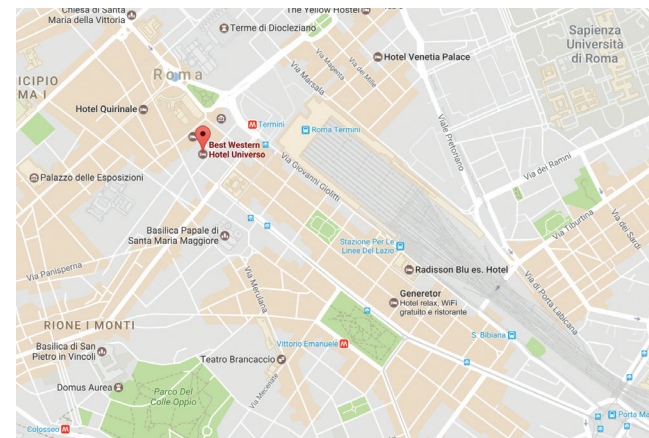 Chiesa di Santa
Maria della Vittoria
The Yellow Hostel
Terme di Diocleziano
Sapienza
Università
di Roma
Hotel Venetia Palace
Via Magenta
Via dei Mille
Via Marsala
ICIPIO
MA I
Roma
Hotel Quirinale
Termini
Roma Termini
Viale Pretoriano
Best Western
Hotel Universo
Via Giovanni Giolitti
Via dei Ramni
Palazzo delle Esposizioni
Via Tiburtina
Via dei Sardi
Basilica Papale di
Santa Maria Maggiore
Stazione Per Le
Linee Del Lazio
Via Panisperna
Radisson Blu es. Hotel
Via Merulana
Via di Porta Labicana
Generetor
Hotel relax, WiFi
gratuito e ristorante
RIONE I MONTI
S. Bibiana
Vittorio Emanuele
Basilica di San
Pietro in Vincoli
Teatro Brancaccio
Domus Aurea
Parco Del
Colle Oppio
Via Mecenate
Porta Ma
Colosseo